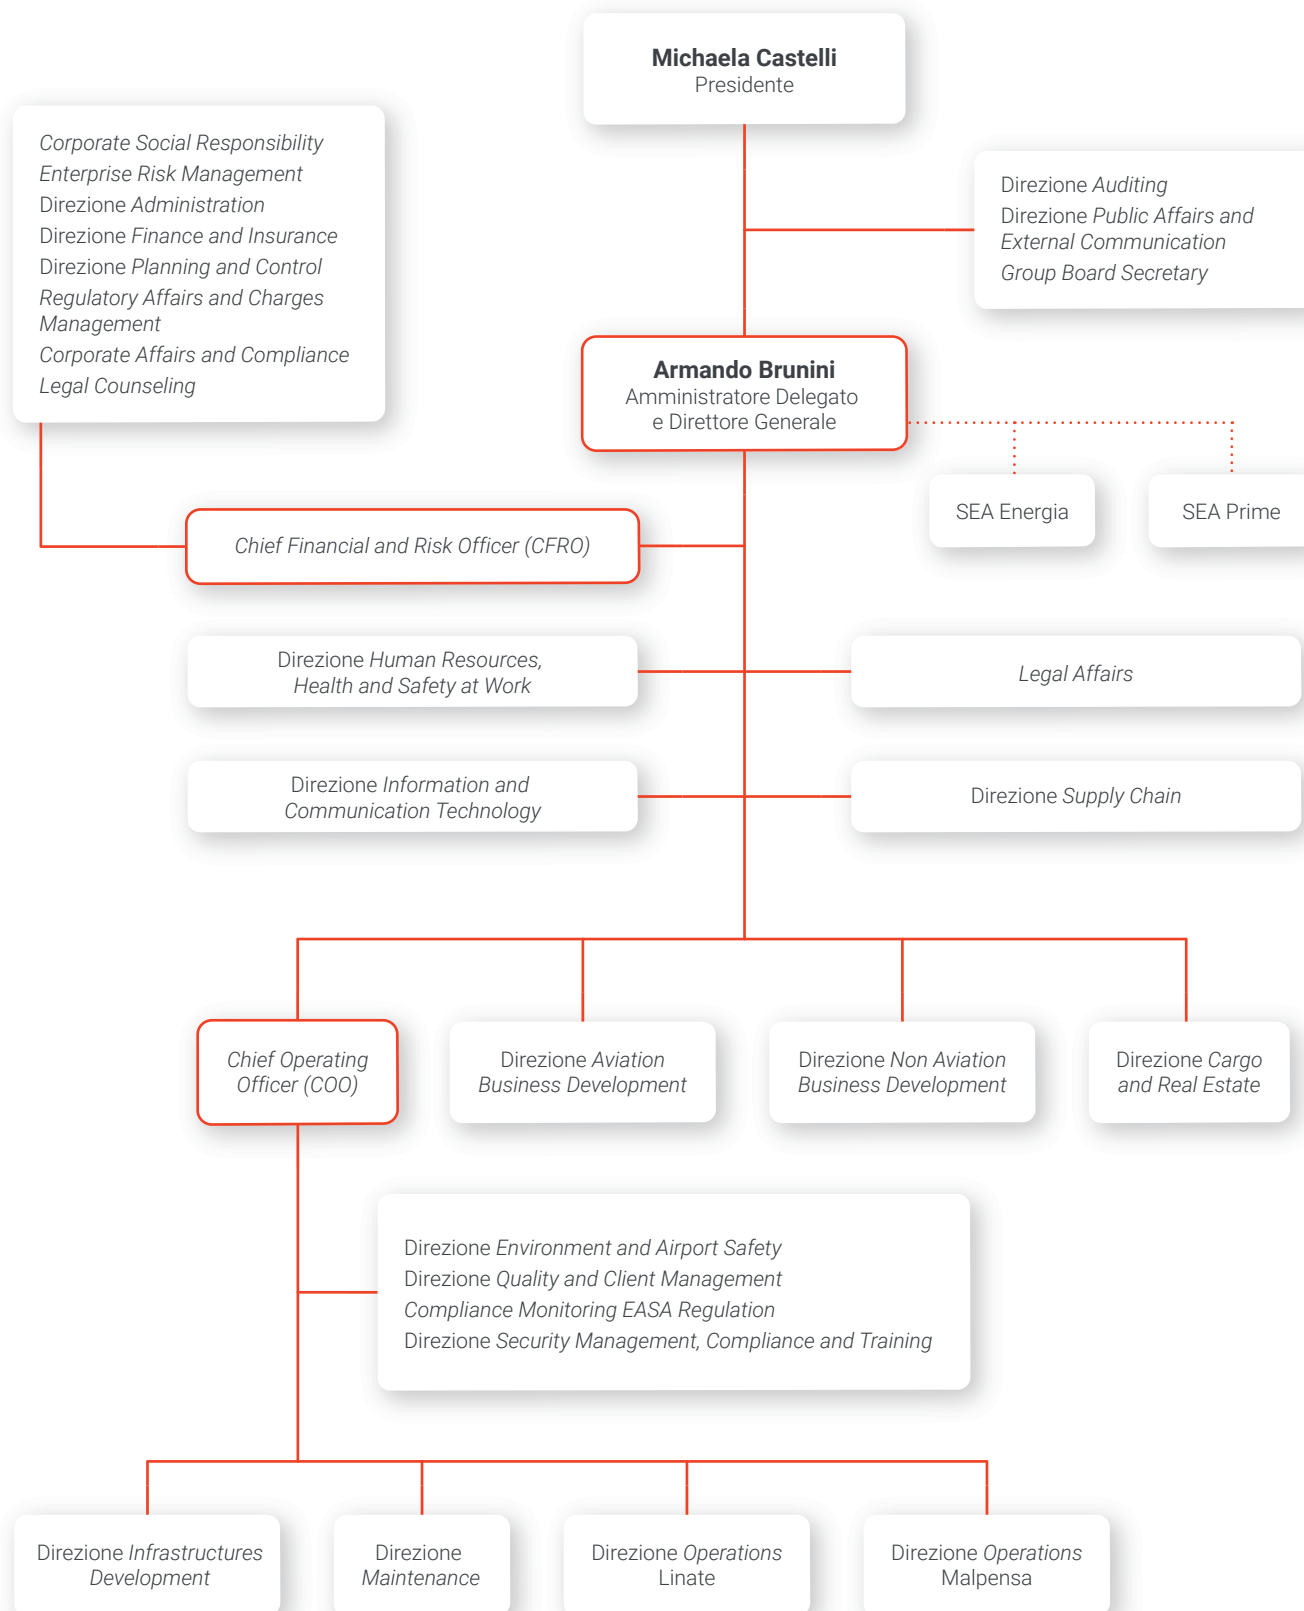 Michaela Castelli
Presidente
Corporate Social Responsibility
Enterprise Risk Management
Direzione Administration
Direzione Finance and Insurance
Direzione Planning and Control
Regulatory Affairs and Charges
Management
Corporate Affairs and Compliance
Legal Counseling
Direzione Auditing
Direzione Public Affairs and
External Communication
Group Board Secretary
Armando Brunini
Amministratore Delegato
e Direttore Generale
SEA Energia
SEA Prime
Chief Financial and Risk Officer (CFRO)
Direzione Human Resources,
Health and Safety at Work
Legal Affairs
Direzione Information and
Communication Technology
Direzione Supply Chain
Chief Operating
Officer (COO)
Direzione Aviation
Business Development
Direzione Non Aviation
Business Development
Direzione Cargo
and Real Estate
Direzione Environment and Airport Safety
Direzione Quality and Client Management
Compliance Monitoring EASA Regulation
Direzione Security Management, Compliance and Training
Direzione Infrastructures
Development
Direzione
Maintenance
Direzione Operations
Linate
Direzione Operations
Malpensa